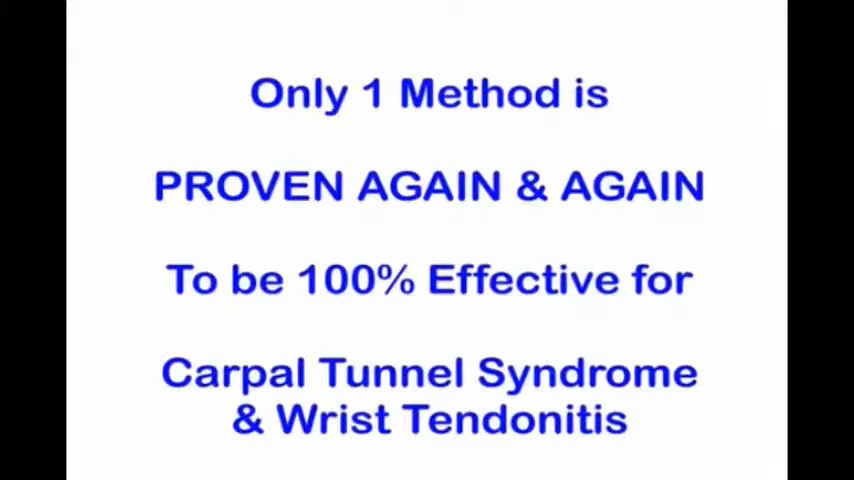 Only 1 Method is
PROVEN AGAIN & AGAIN
To be 100% Effective for
Carpal Tunnel Syndrome
& Wrist Tendonitis